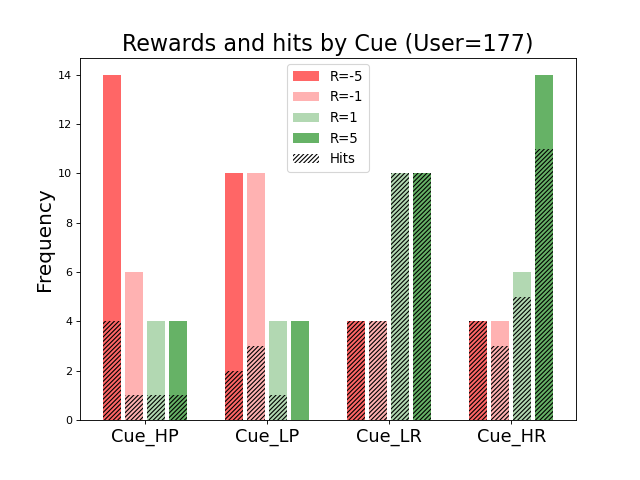 Rewards and hits by Cue (User=177)
R=-5
R=-1
R=1
R=5
Hits
Frequency
14
12
10
8
6
4
2
0
Cue_HP
Cue_LP
Cue_LR
Cue_HR